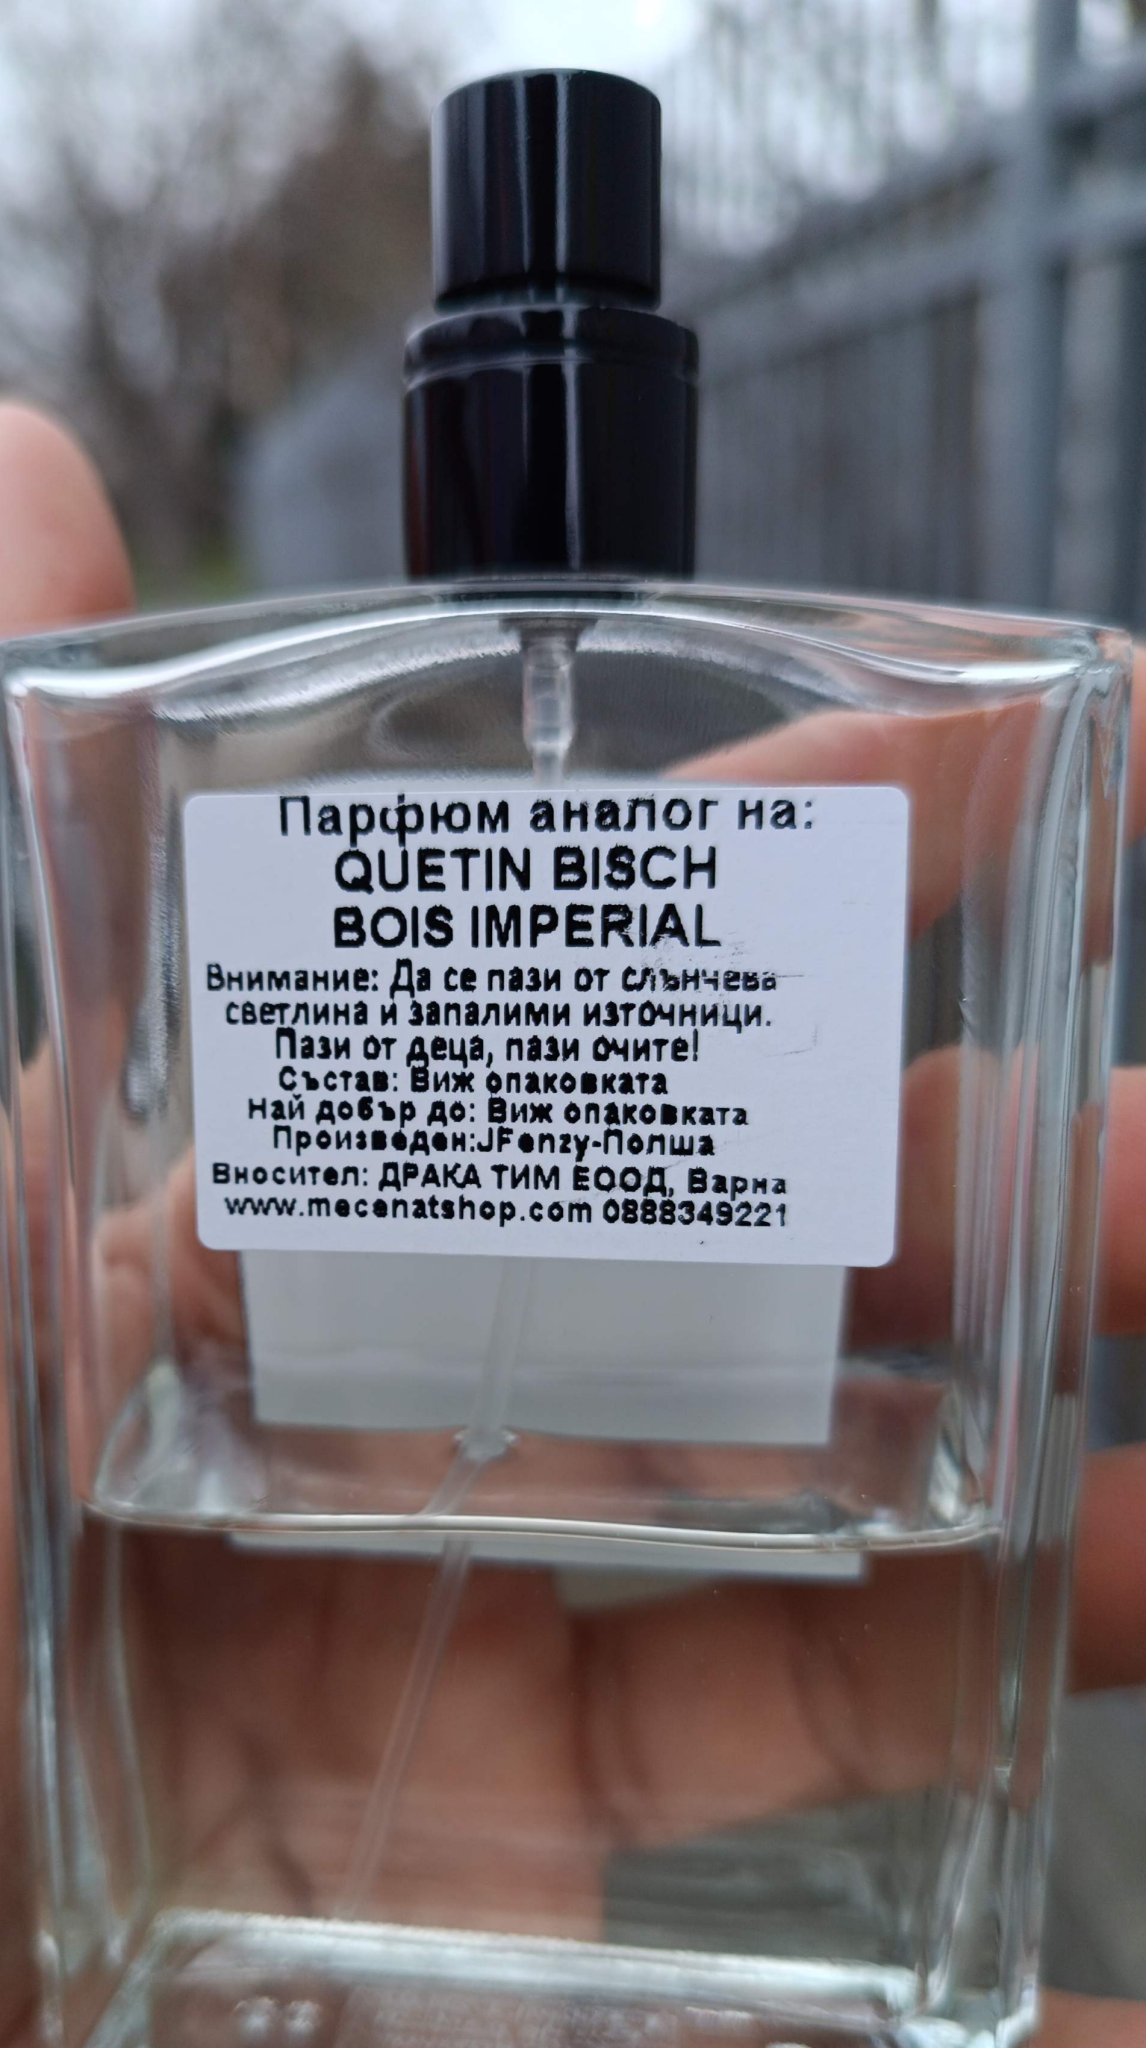 Парфюм аналог на:
QUETIN BISCH
BOIS IMPERIAL
Внимание: Да се пази от слънчева
светлина и запалими източници.
Пази от деца, пази очите!
Състав: Виж опаковката
Най добър до: Виж опаковката
Произведен:JFenzy-Полша
Вносител: ДРАКА ТИМ ЕООД, Варна
www.mecenatshop.com 0888349221